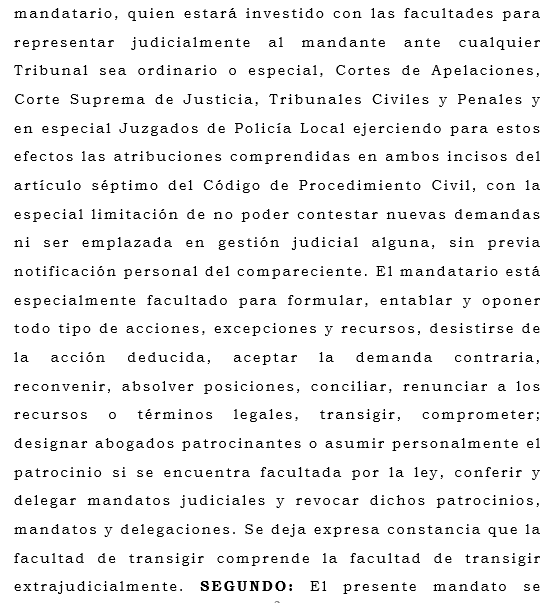 mandatario, quien estará investido con las facultades para
representar judicialmente al mandante ante cualquier
Tribunal sea ordinario o especial, Cortes de Apelaciones,
Corte Suprema de Justicia, Tribunales Civiles y Penales y
en especial Juzgados de Policía Local ejerciendo para estos
efectos las atribuciones comprendidas en ambos incisos del
artículo séptimo del Código de Procedimiento Civil, con la
especial limitación de no poder contestar nuevas demandas
ni ser emplazada en gestión judicial alguna, sin previa
notificación personal del compareciente. El mandatario está
especialmente facultado para formular, entablar y oponer
todo tipo de acciones, excepciones y recursos, desistirse de
la acción deducida, aceptar la demanda contraria,
reconvenir, absolver posiciones, conciliar, renunciar a los
recursos o términos legales, transigir, comprometer;
designar abogados patrocinantes o asumir personalmente el
patrocinio si se encuentra facultada por la ley, conferir y
delegar mandatos judiciales y revocar dichos patrocinios,
mandatos y delegaciones. Se deja expresa constancia que la
facultad de transigir comprende la facultad de transigir
extrajudicialmente. SEGUNDO: El presente mandato se